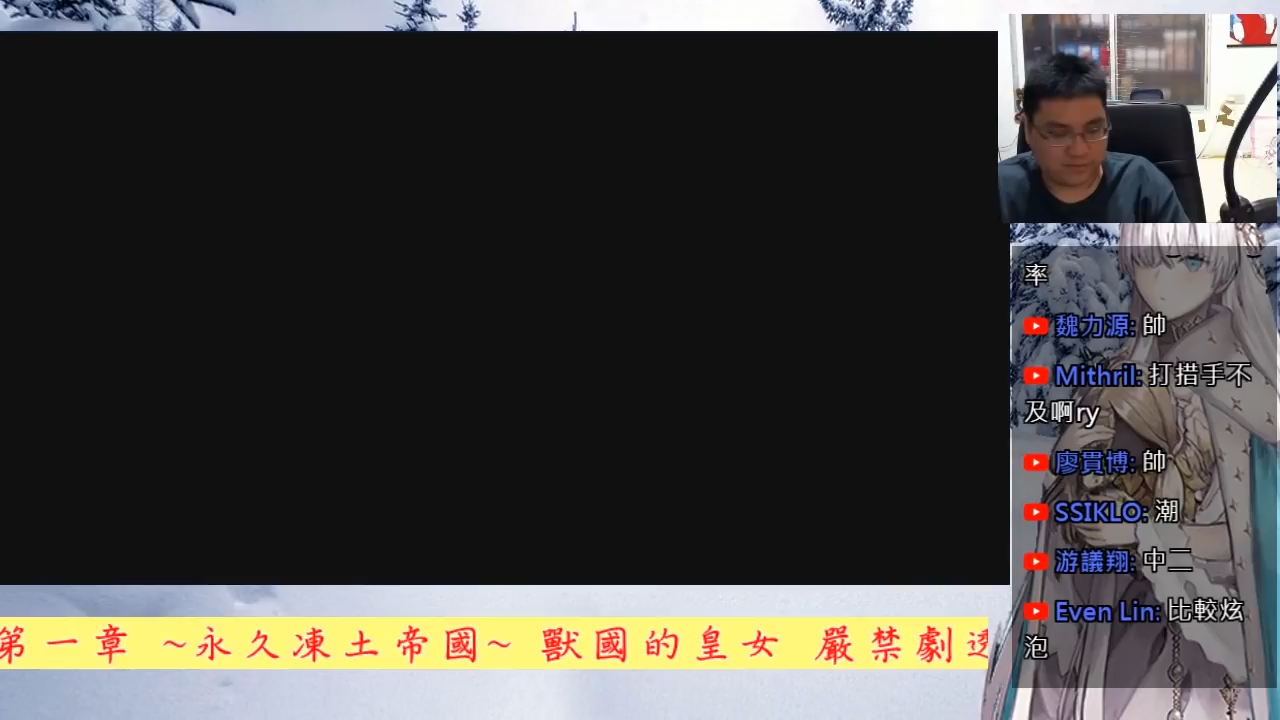 率
魏力源: 帥
Mithril: 打措手不
及啊ry
廖貫博: 帥
SSIKLO: 潮
游議翔: 中二
Even Lin: 比較炫
泡
第一章 ~永久凍土帝國~ 獸國的皇女 嚴禁劇透